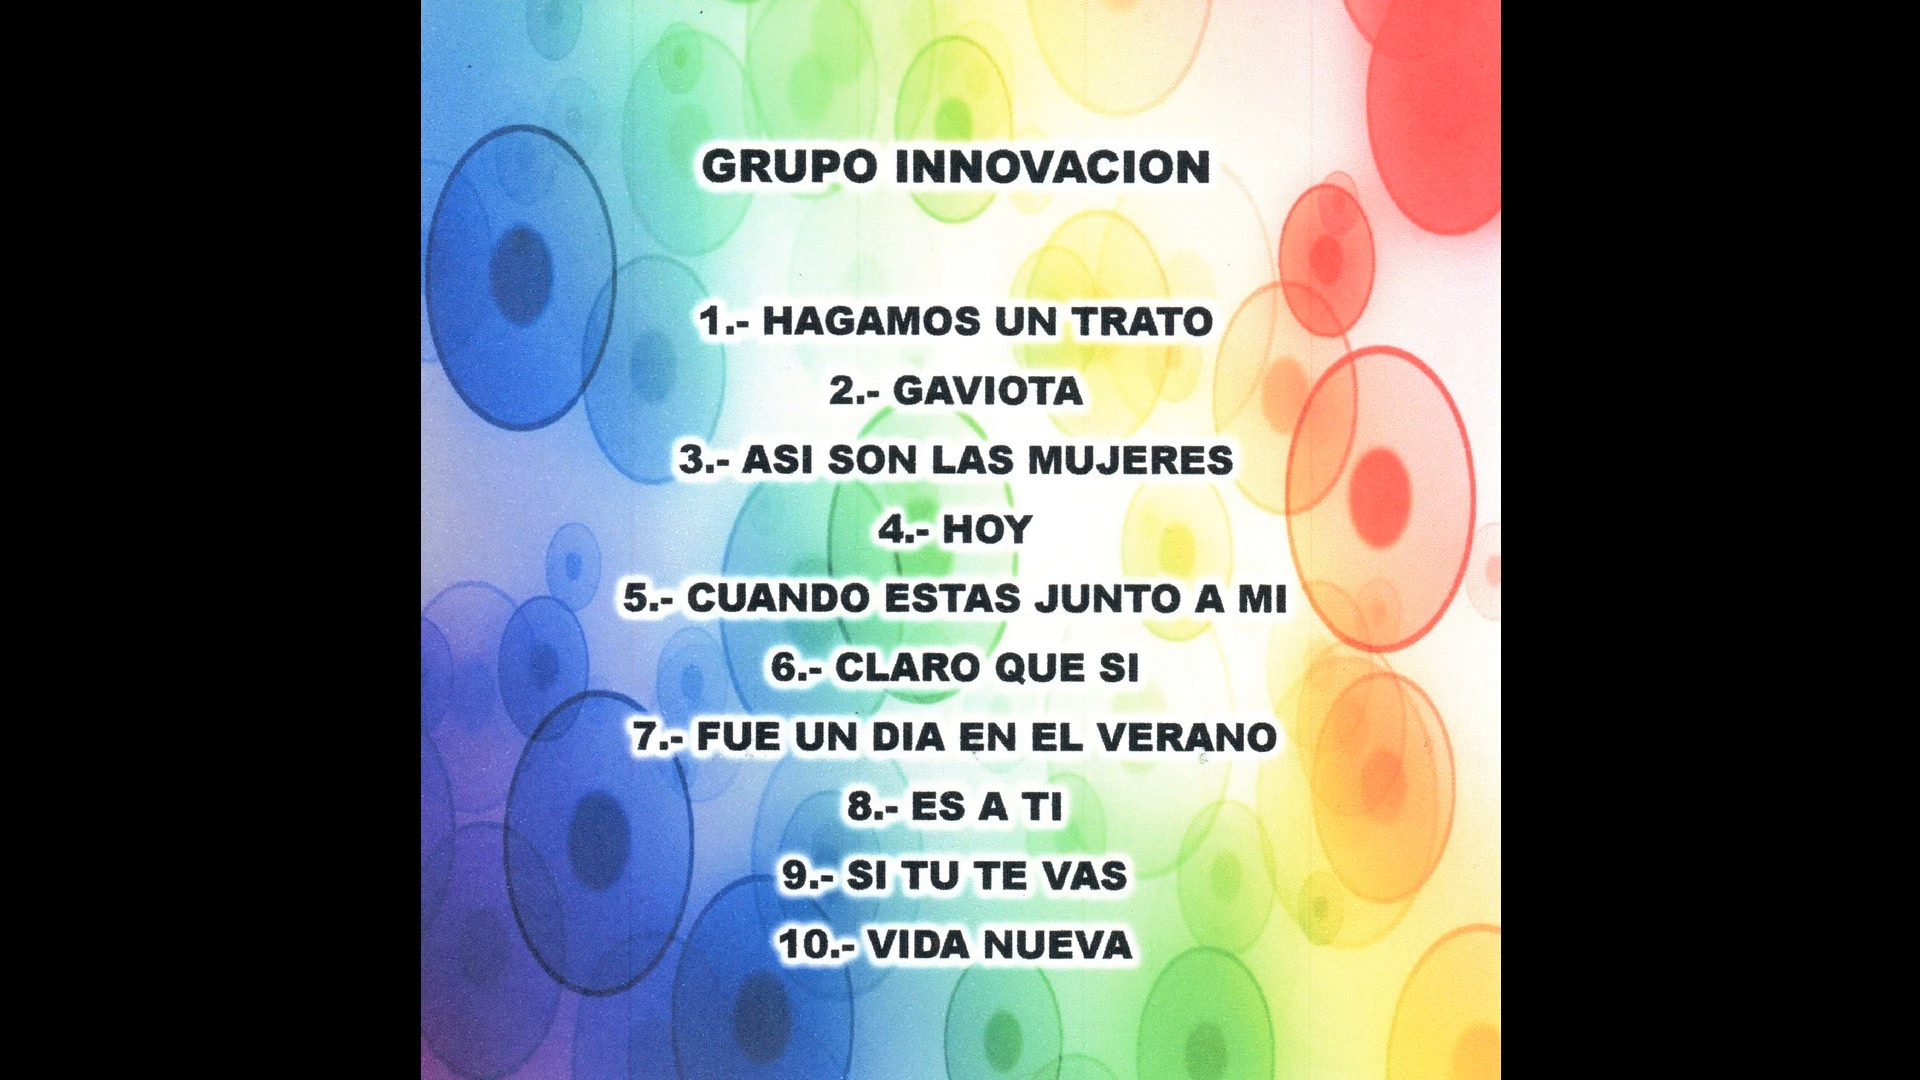 GRUPO INNOVACION
1.- HAGAMOS UN TRATO
2.- GAVIOTA
3.- ASI SON LAS MUJERES
4.- HOY
5.- CUANDO ESTAS JUNTO A MI
6.- CLARO QUE SI
7.- FUE UN DIA EN EL VERANO
8.- ES A TI
9.- SI TU TE VAS
10.- VIDA NUEVA